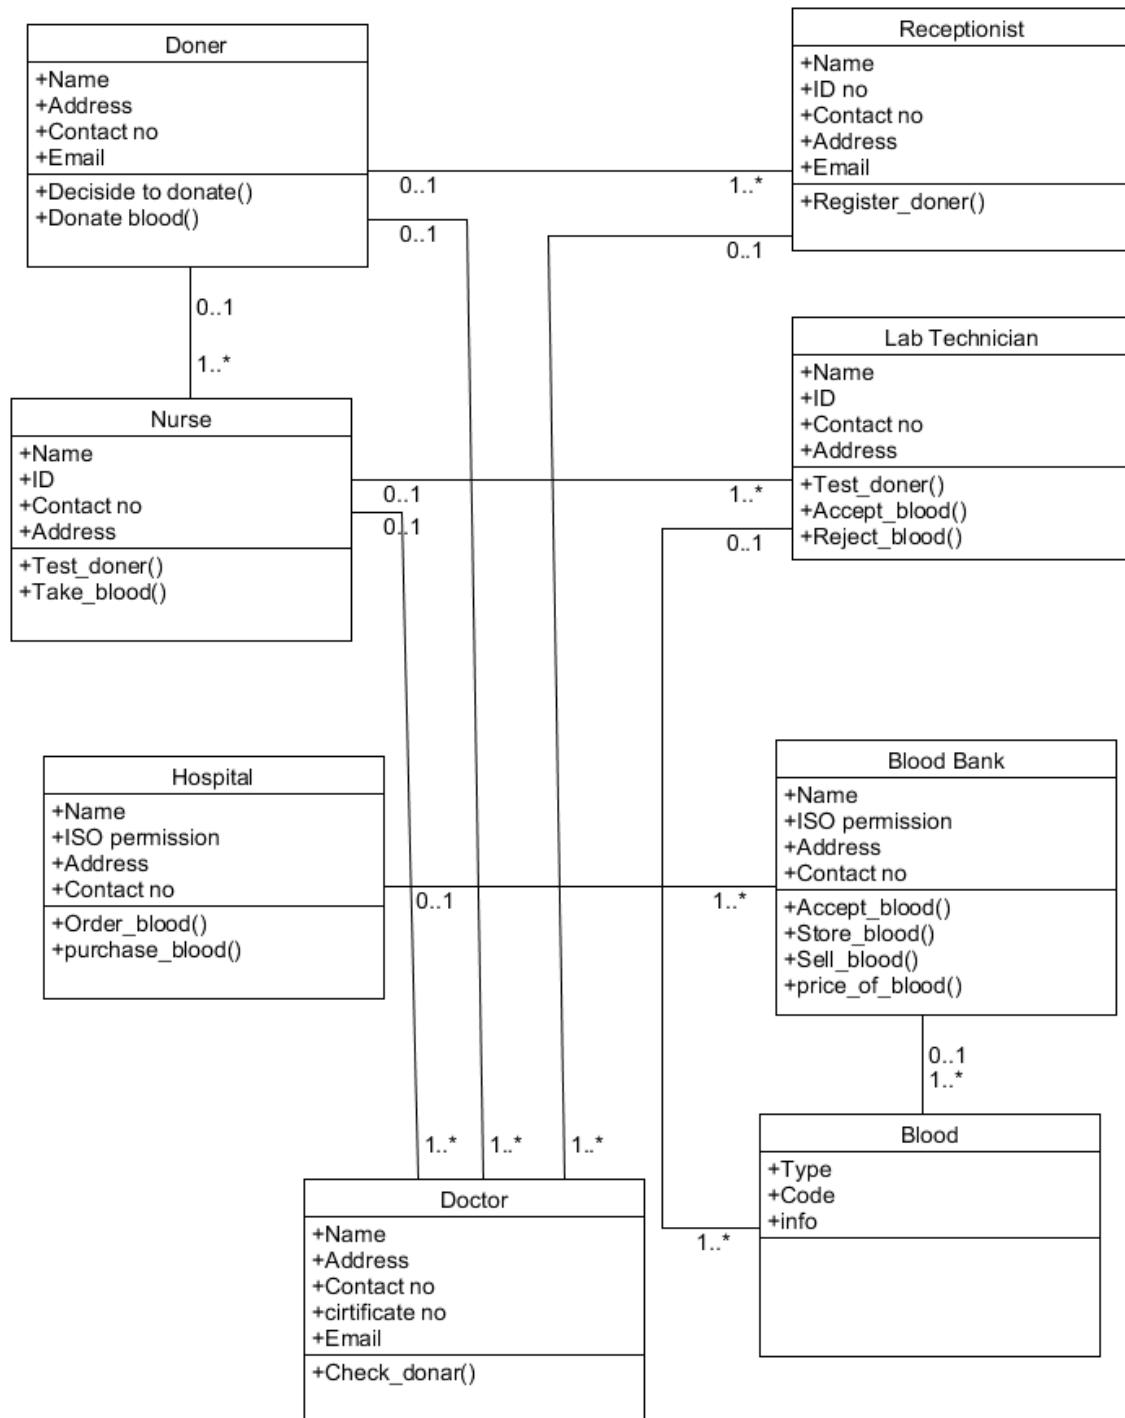 Doner
+Name
+Address
+Contact no
+Email
+Deciside to donate()
+Donate blood()
Receptionist
+Name
+ID no
+Contact no
+Address
+Email
+Register_doner()
0..1
1..*
0..1
0..1
0..1
1..*
Nurse
+Name
+ID
+Contact no
+Address
+Test_doner()
+Take_blood()
Lab Technician
+Name
+ID
+Contact no
+Address
+Test_doner()
+Accept_blood()
+Reject_blood()
0..1
1..*
0..1
0..1
Hospital
+Name
+ISO permission
+Address
+Contact no
+Order_blood()
+purchase_blood()
Blood Bank
+Name
+ISO permission
+Address
+Contact no
+Accept_blood()
+Store_blood()
+Sell_blood()
+price_of_blood()
0..1
1..*
0..1
1..*
1..*
1..*
1..*
Doctor
+Name
+Address
+Contact no
+cirtificate no
+Email
+Check_donar()
Blood
+Type
+Code
+info
1..*